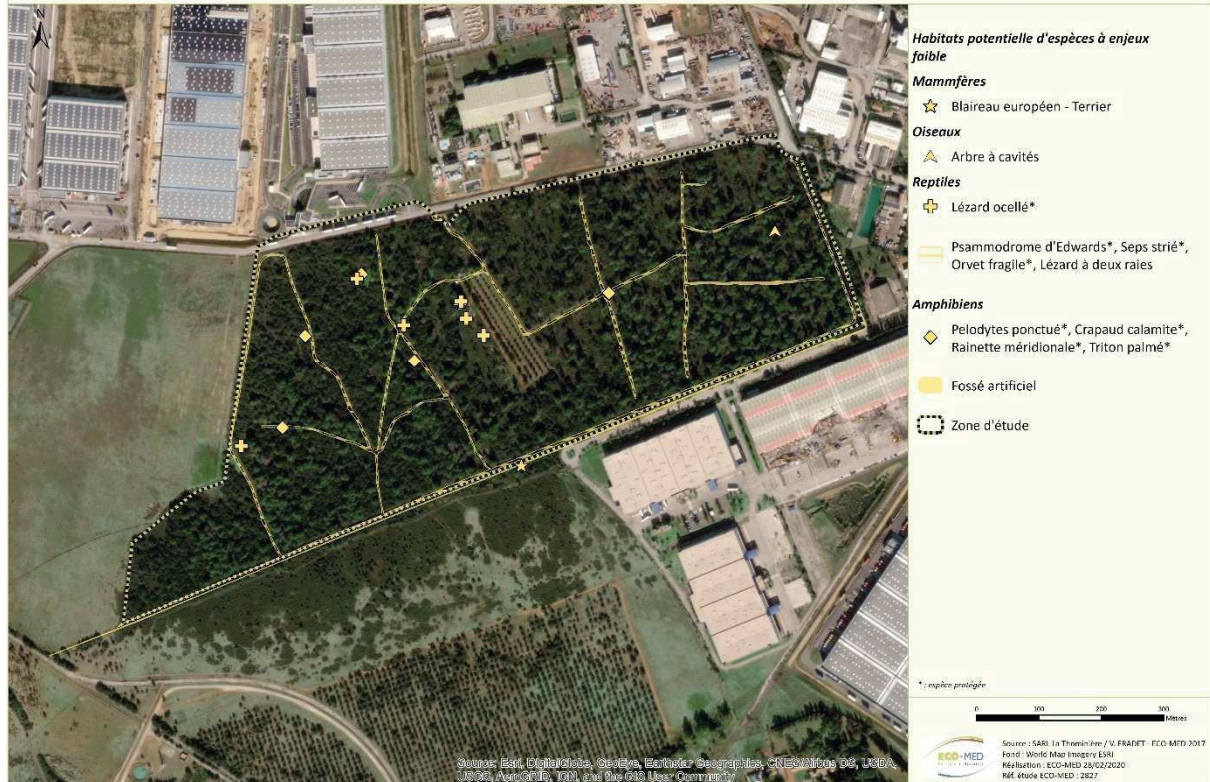 N
Habitats potentielle d'espèces à enjeux
faible
Mammfères
Blaireau européen - Terrier
Oiseaux
Arbre à cavités
Reptiles
Lézard ocellé*
Psammodrome d'Edwards*, Seps strié*,
Orvet fragile*, Lézard à deux raies
Amphibiens
Pelodytes ponctué*, Crapaud calamite*,
Rainette méridionale*, Triton palmé*
Fossé artificiel
Zone d'étude
* : espèce protégée
0 100 200 300
Mètres
ECO-MED
Source : SARL La Thominière / V. FRADET - ECO-MED 2017
Fond : World Map Imagery ESRI
Réalisation : ECO-MED 28/02/2020
Réf. étude ECO-MED : 2827
Source: Esri, DigitalGlobe, GeoEye, Earthstar Geographics, CNES/Airbus DS, USDA,
USGS, AeroGRID, IGN, and the GIS User Community